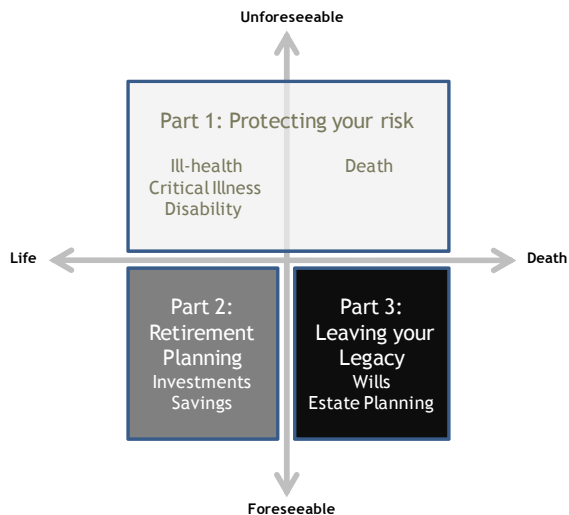 Unforeseeable
Part 1: Protecting your risk
Ill-health
Critical Illness
Disability
Death
Life
Death
Part 2:
Retirement
Planning
Investments
Savings
Part 3:
Leaving your
Legacy
Wills
Estate Planning
Foreseeable